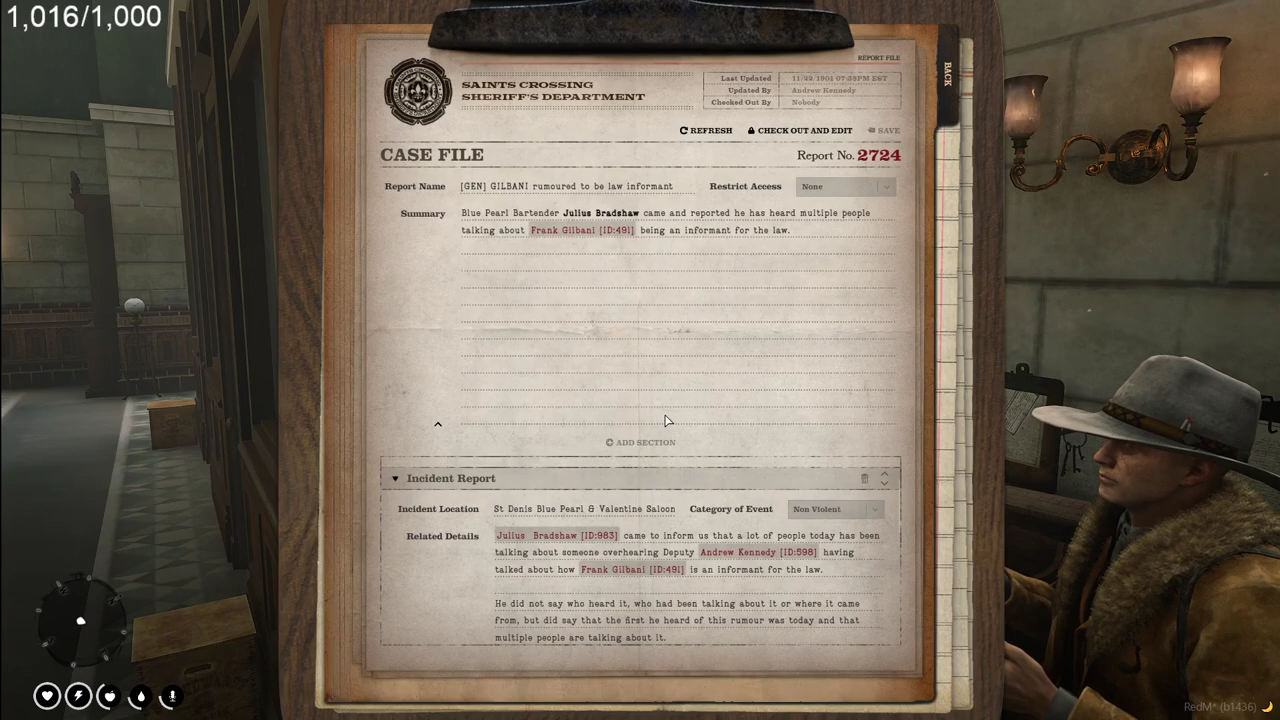 1,016/1,000
REPORT FILE
BACK
SAINTS CROSSING
SHERIFF'S DEPARTMENT
Last Updated 11/22/1901 07:58PM EST
Updated By Andrew Kennedy
Checked Out By Nobody
REFRESH CHECK OUT AND EDIT SAVE
CASE FILE Report No. 2724
Report Name [GEN] GILBANI rumoured to be law informant Restrict Access None
Summary Blue Pearl Bartender Julius Bradshaw came and reported he has heard multiple people
talking about Frank Gilbani [ID:491] being an informant for the law.
ADD SECTION
Incident Report
Incident Location St Denis Blue Pearl & Valentine Saloon Category of Event Non Violent
Related Details Julius Bradshaw [ID:983] came to inform us that a lot of people today has been
talking about someone overhearing Deputy Andrew Kennedy [ID:598] having
talked about how Frank Gilbani [ID:491] is an informant for the law.
He did not say who heard it, who had been talking about it or where it came
from, but did say that the first he heard of this rumour was today and that
multiple people are talking about it.
RedM* (b1436)